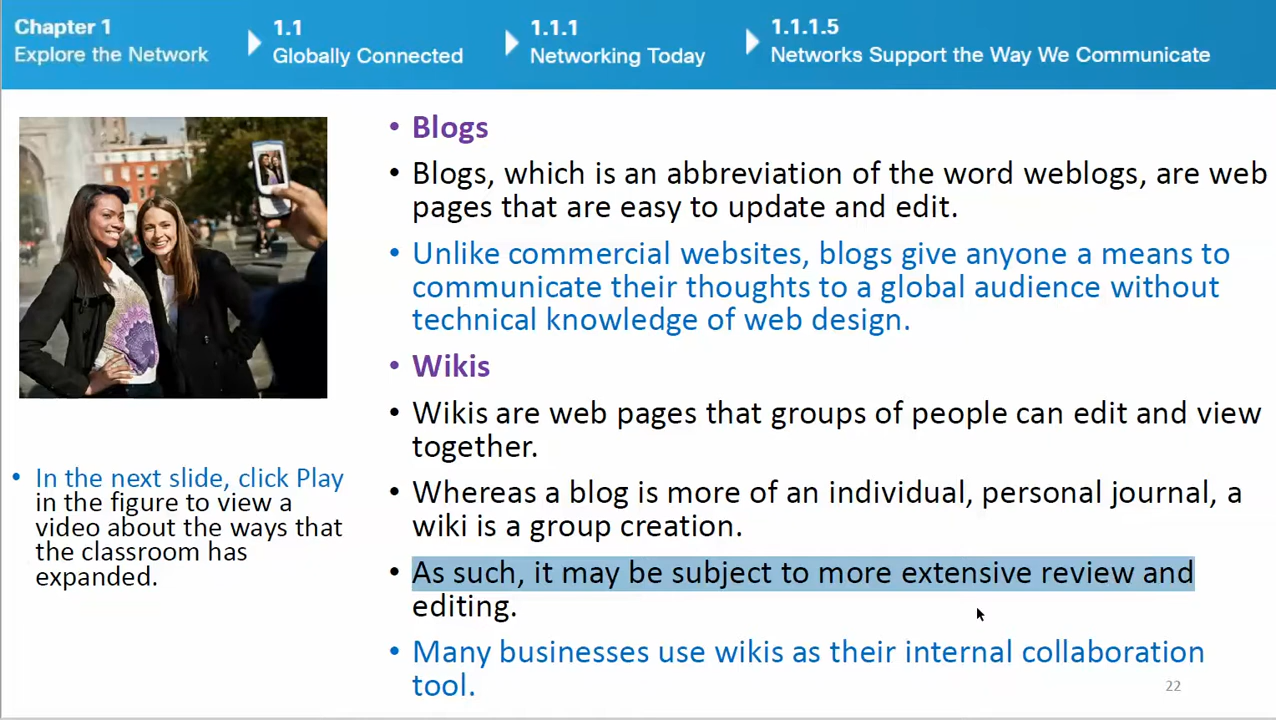 Chapter 1
Explore the Network
1.1
Globally Connected
1.1.1
Networking Today
1.1.1.5
Networks Support the Way We Communicate
• In the next slide, click Play
in the figure to view a
video about the ways that
the classroom has
expanded.
• Blogs
• Blogs, which is an abbreviation of the word weblogs, are web
pages that are easy to update and edit.
• Unlike commercial websites, blogs give anyone a means to
communicate their thoughts to a global audience without
technical knowledge of web design.
• Wikis
• Wikis are web pages that groups of people can edit and view
together.
• Whereas a blog is more of an individual, personal journal, a
wiki is a group creation.
• As such, it may be subject to more extensive review and
editing.
• Many businesses use wikis as their internal collaboration
tool.
22